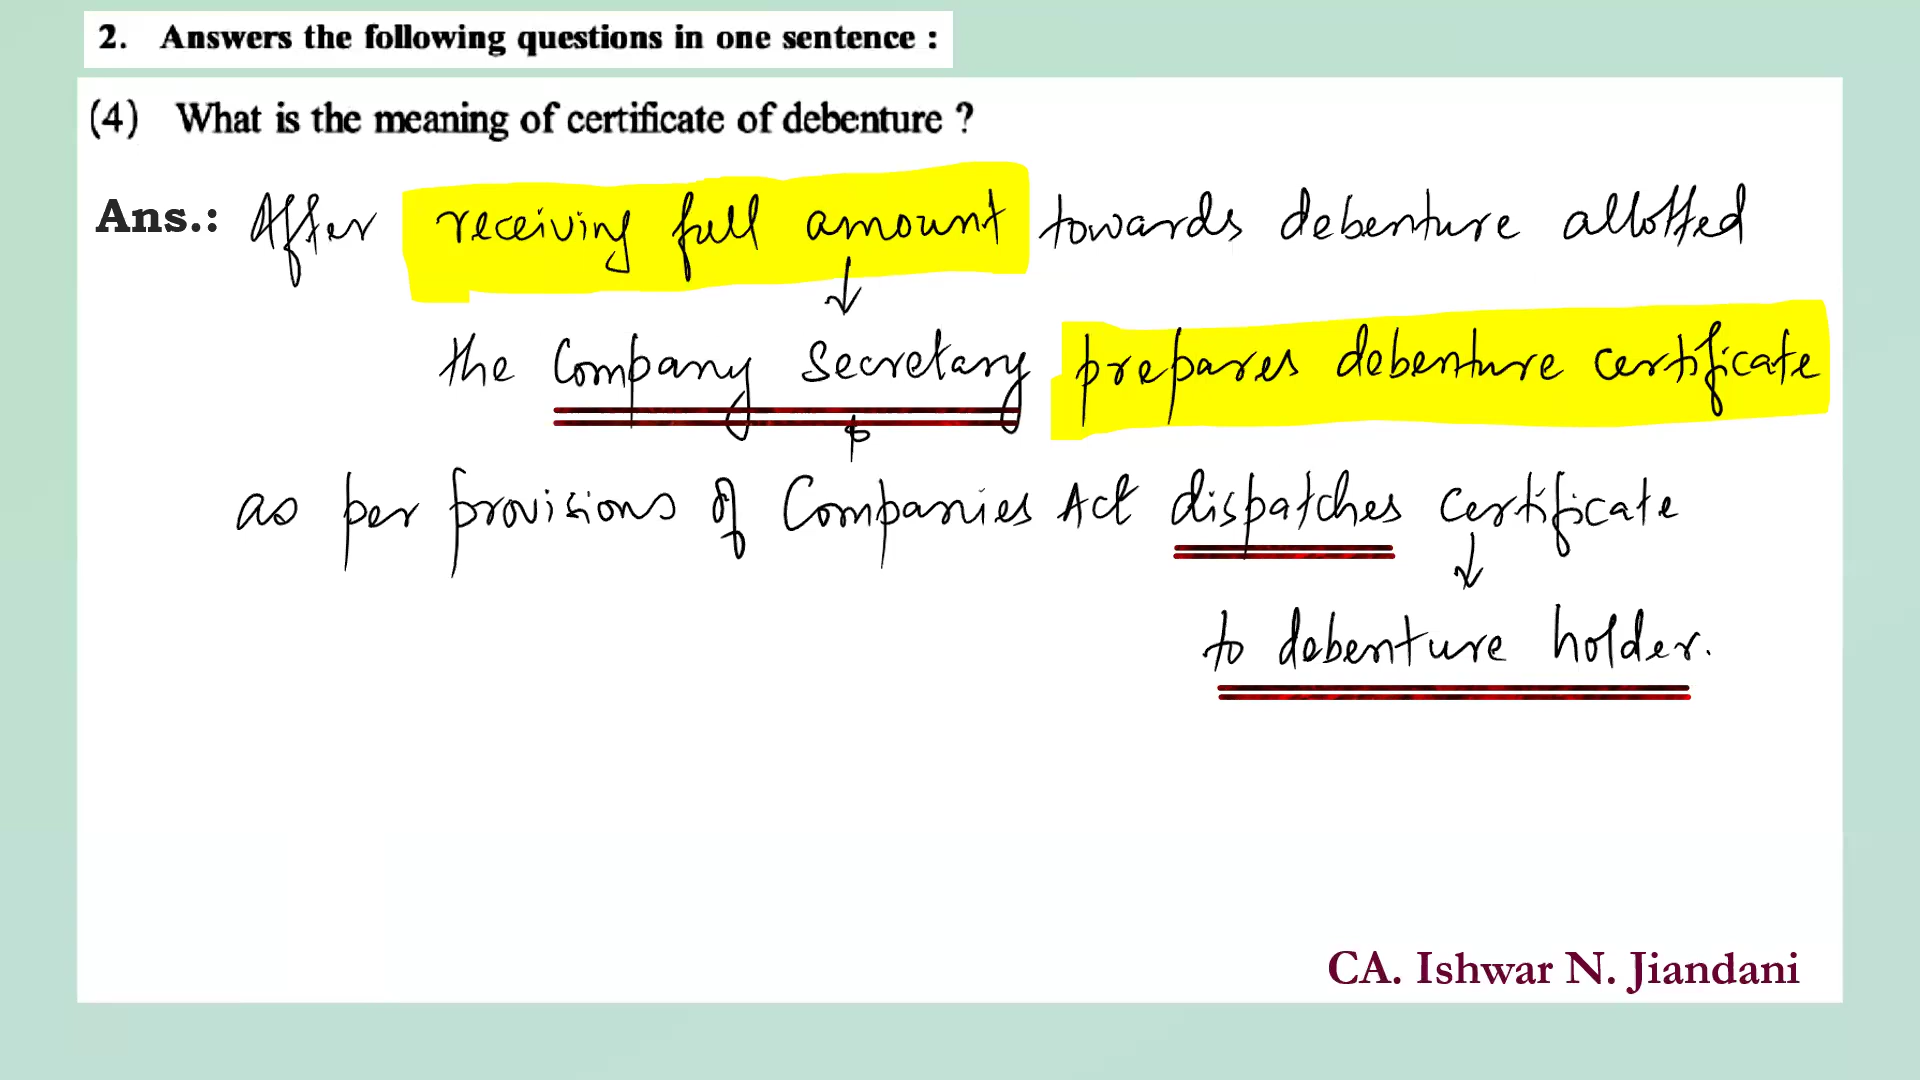 2. Answers the following questions in one sentence :
(4) What is the meaning of certificate of debenture ?
Ans.: After receiving full amount towards debenture allotted
the Company Secretary prepares debenture certificate
as per provisions of Companies Act dispatches certificate
to debenture holder.
CA. Ishwar N. Jiandani